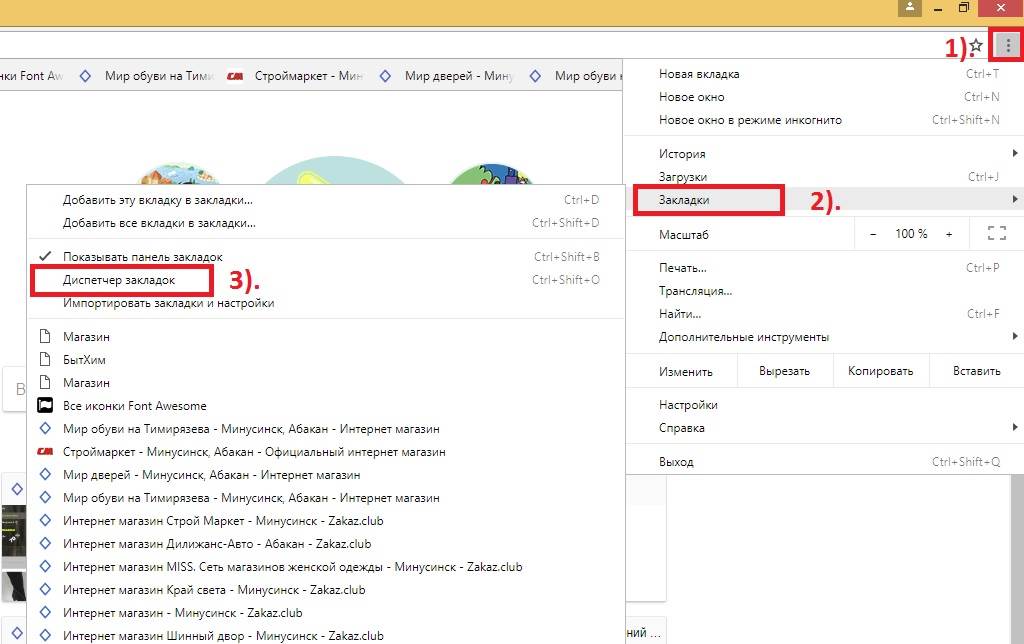 1).
нки Font Aw
Мир обуви на Тими
Строймаркет - Мин
Мир дверей - Мину
Мир обуви н
Новая вкладка Ctrl+T
Новое окно Ctrl+N
Новое окно в режиме инкогнито Ctrl+Shift+N
История
Загрузки Ctrl+J
Закладки
2).
Масштаб - 100 % +
Печать... Ctrl+P
Трансляция...
Найти... Ctrl+F
Дополнительные инструменты
Изменить Вырезать Копировать Вставить
Настройки
Справка
Выход Ctrl+Shift+Q
Добавить эту вкладку в закладки... Ctrl+D
Добавить все вкладки в закладки... Ctrl+Shift+D
Показывать панель закладок Ctrl+Shift+B
Диспетчер закладок 3). Ctrl+Shift+O
Импортировать закладки и настройки
Магазин
БытХим
Магазин
Все иконки Font Awesome
Мир обуви на Тимирязева - Минусинск, Абакан - Интернет магазин
Строймаркет - Минусинск, Абакан - Официальный интернет магазин
Мир дверей - Минусинск, Абакан - Интернет магазин
Мир обуви на Тимирязева - Минусинск, Абакан - Интернет магазин
Интернет магазин Строй Маркет - Минусинск - Zakaz.club
Интернет магазин Дилижанс-Авто - Абакан - Zakaz.club
Интернет магазин MISS. Сеть магазинов женской одежды - Минусинск - Zakaz.club
Интернет магазин Край света - Минусинск - Zakaz.club
Интернет магазин - Минусинск - Zakaz.club
Интернет магазин Шинный двор - Минусинск - Zakaz.club
В
ний ...